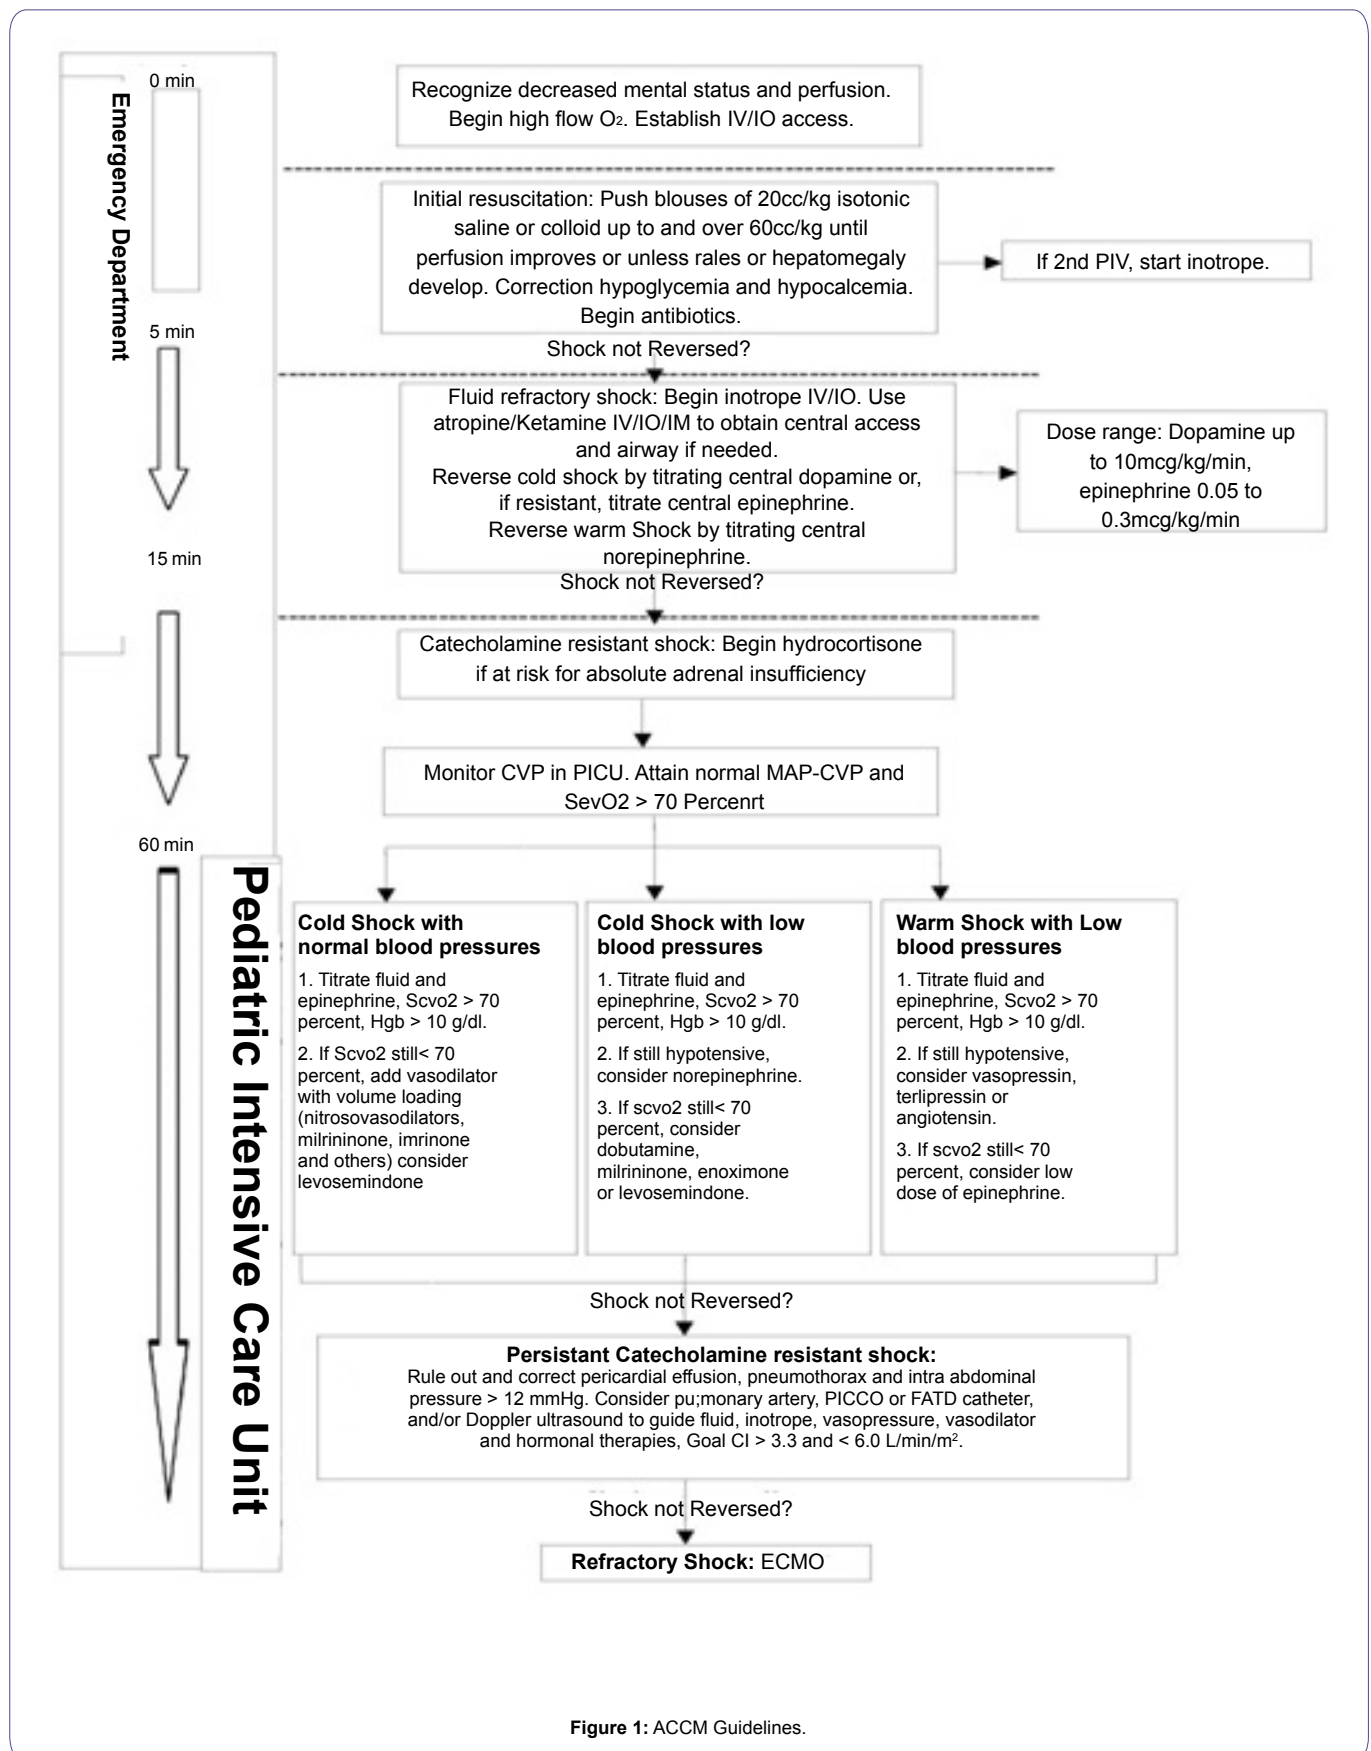 0 min
Emergency Department
Recognize decreased mental status and perfusion.
Begin high flow O2. Establish IV/IO access.
Initial resuscitation: Push blouses of 20cc/kg isotonic
saline or colloid up to and over 60cc/kg until
perfusion improves or unless rales or hepatomegaly
develop. Correction hypoglycemia and hypocalcemia.
Begin antibiotics.
If 2nd PIV, start inotrope.
5 min
Shock not Reversed?
Fluid refractory shock: Begin inotrope IV/IO. Use
atropine/Ketamine IV/IO/IM to obtain central access
and airway if needed.
Reverse cold shock by titrating central dopamine or,
if resistant, titrate central epinephrine.
Reverse warm Shock by titrating central
norepinephrine.
Dose range: Dopamine up
to 10mcg/kg/min,
epinephrine 0.05 to
0.3mcg/kg/min
15 min
Shock not Reversed?
Catecholamine resistant shock: Begin hydrocortisone
if at risk for absolute adrenal insufficiency
Monitor CVP in PICU. Attain normal MAP-CVP and
SevO2 > 70 Percenrt
60 min
Pediatric Intensive Care Unit
Cold Shock with
normal blood pressures
1. Titrate fluid and
epinephrine, Scvo2 > 70
percent, Hgb > 10 g/dl.
2. If Scvo2 still< 70
percent, add vasodilator
with volume loading
(nitrosovasodilators,
milrininone, imrinone
and others) consider
levosemindone
Cold Shock with low
blood pressures
1. Titrate fluid and
epinephrine, Scvo2 > 70
percent, Hgb > 10 g/dl.
2. If still hypotensive,
consider norepinephrine.
3. If scvo2 still< 70
percent, consider
dobutamine,
milrininone, enoximone
or levosemindone.
Warm Shock with Low
blood pressures
1. Titrate fluid and
epinephrine, Scvo2 > 70
percent, Hgb > 10 g/dl.
2. If still hypotensive,
consider vasopressin,
terlipressin or
angiotensin.
3. If scvo2 still< 70
percent, consider low
dose of epinephrine.
Shock not Reversed?
Persistant Catecholamine resistant shock:
Rule out and correct pericardial effusion, pneumothorax and intra abdominal
pressure > 12 mmHg. Consider pu;monary artery, PICCO or FATD catheter,
and/or Doppler ultrasound to guide fluid, inotrope, vasopressure, vasodilator
and hormonal therapies, Goal CI > 3.3 and < 6.0 L/min/m².
Shock not Reversed?
Refractory Shock: ECMO
Figure 1: ACCM Guidelines.